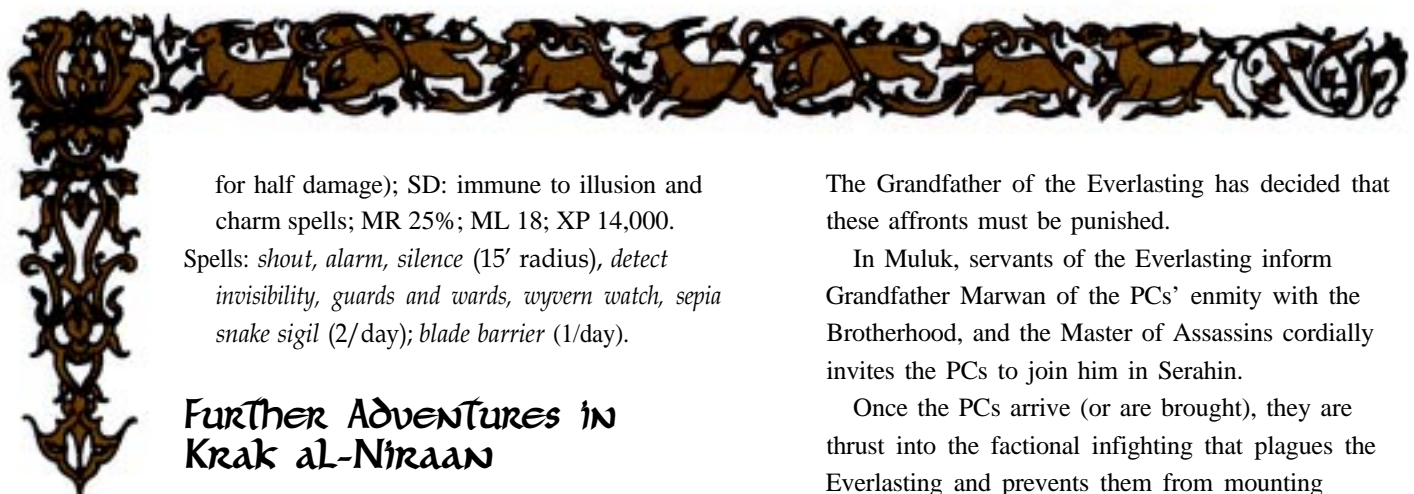 for half damage); SD: immune to illusion and
charm spells; MR 25%; ML 18; XP 14,000.
Spells: shout, alarm, silence (15′ radius), detect
invisibility, guards and wards, wyvern watch, sepia
snake sigil (2/day); blade barrier (1/day).
Further Adventures in
Krak al-Niraan
The Grandfather of the Everlasting has decided that
these affronts must be punished.
In Muluk, servants of the Everlasting inform
Grandfather Marwan of the PCs’ enmity with the
Brotherhood, and the Master of Assassins cordially
invites the PCs to join him in Serahin.
Once the PCs arrive (or are brought), they are
thrust into the factional infighting that plagues the
Everlasting and prevents them from mounting